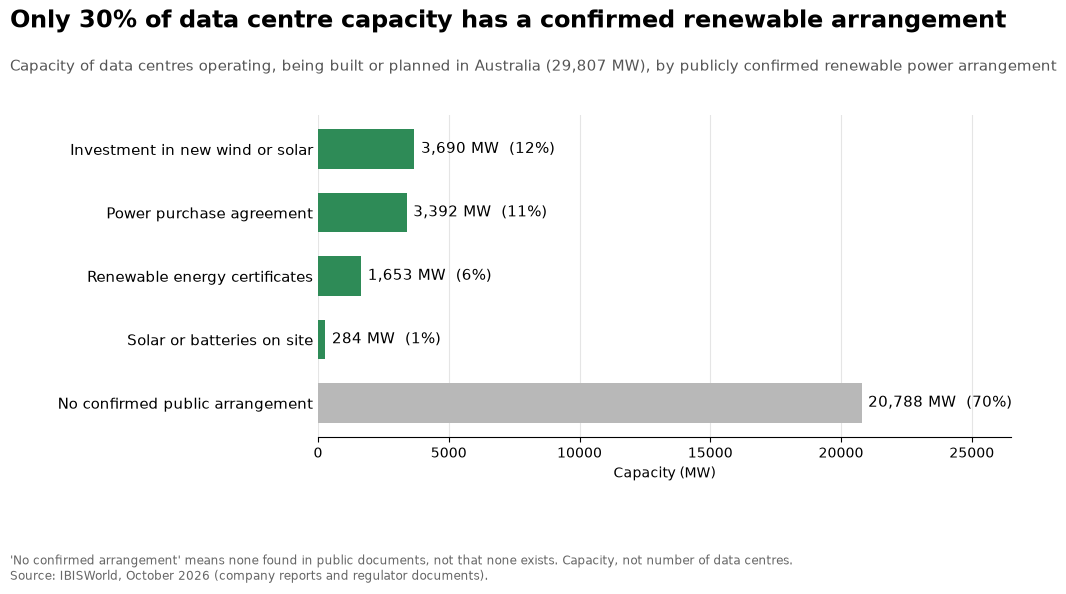 Only 30% of data centre capacity has a confirmed renewable arrangement
Capacity of data centres operating, being built or planned in Australia (29,807 MW), by publicly confirmed renewable power arrangement
Investment in new wind or solar 3,690 MW (12%)
Power purchase agreement 3,392 MW (11%)
Renewable energy certificates 1,653 MW (6%)
Solar or batteries on site 284 MW (1%)
No confirmed public arrangement 20,788 MW (70%)
0 5000 10000 15000 20000 25000
Capacity (MW)
'No confirmed arrangement' means none found in public documents, not that none exists. Capacity, not number of data centres.
Source: IBISWorld, October 2026 (company reports and regulator documents).